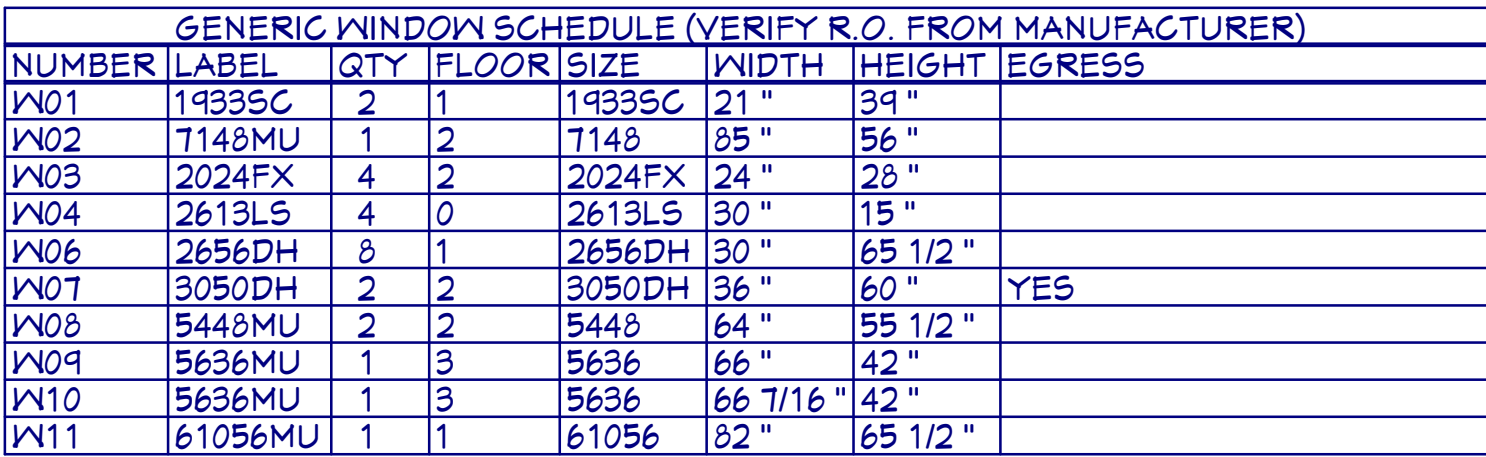 GENERIC WINDOW SCHEDULE (VERIFY R.O. FROM MANUFACTURER)
NUMBER LABEL QTY FLOOR SIZE WIDTH HEIGHT EGRESS
W01 1933SC 2 1 1933SC 21 " 39 "
W02 7148MU 1 2 7148 85 " 56 "
W03 2024FX 4 2 2024FX 24 " 28 "
W04 2613LS 4 0 2613LS 30 " 15 "
W06 2656DH 8 1 2656DH 30 " 65 1/2 "
W07 3050DH 2 2 3050DH 36 " 60 " YES
W08 5448MU 2 2 5448 64 " 55 1/2 "
W09 5636MU 1 3 5636 66 " 42 "
W10 5636MU 1 3 5636 66 7/16 " 42 "
W11 61056MU 1 1 61056 82 " 65 1/2 "